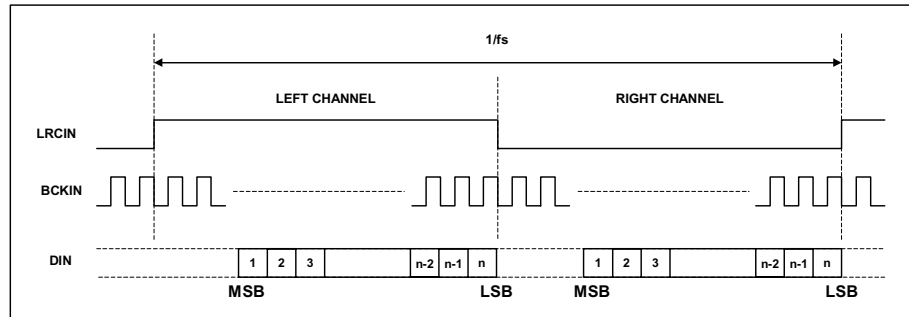 1/fs
LEFT CHANNEL RIGHT CHANNEL
LRCIN
BCKIN
DIN 1 2 3 n-2 n-1 n 1 2 3 n-2 n-1 n
MSB LSB MSB LSB